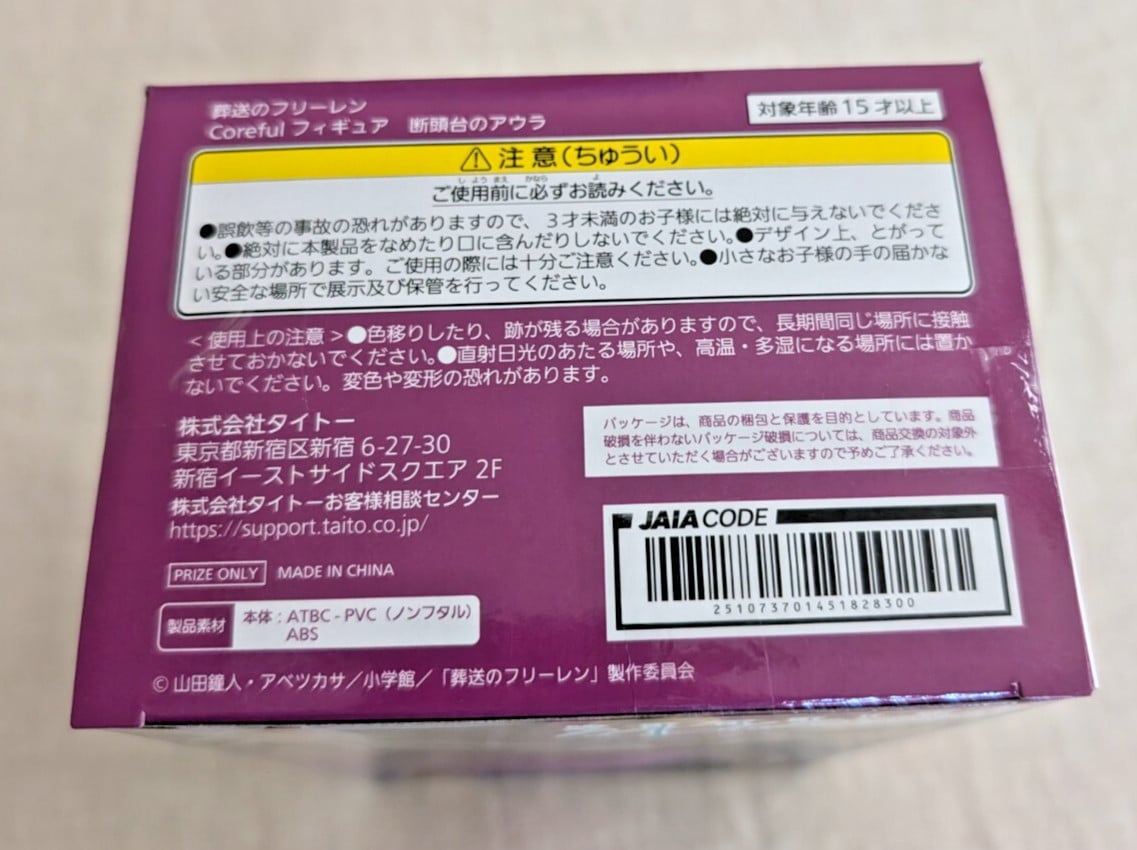 葬送のフリーレン
Coreful フィギュア　断頭台のアウラ
対象年齢 15 才以上
⚠ 注意(ちゅうい)
しようまえ かなら よ
ご使用前に必ずお読みください。
●誤飲等の事故の恐れがありますので、3才未満のお子様には絶対に与えないでくださ
い。●絶対に本製品をなめたり口に含んだりしないでください。●デザイン上、とがって
いる部分があります。ご使用の際には十分ご注意ください。●小さなお子様の手の届かな
い安全な場所で展示及び保管を行ってください。
< 使用上の注意 >●色移りしたり、跡が残る場合がありますので、長期間同じ場所に接触
させておかないでください。●直射日光のあたる場所や、高温・多湿になる場所には置か
ないでください。変色や変形の恐れがあります。
株式会社タイトー
東京都新宿区新宿 6-27-30
新宿イーストサイドスクエア 2F
株式会社タイトーお客様相談センター
https://support.taito.co.jp/
パッケージは、商品の梱包と保護を目的としています。商品
破損を伴わないパッケージ破損については、商品交換の対象外
とさせていただく場合がございますので予めご了承ください。
JAIA CODE
2510737014518283​00
PRIZE ONLY MADE IN CHINA
製品素材 本体 : ATBC - PVC (ノンフタル)
ABS
© 山田鐘人・アベツカサ／小学館／「葬送のフリーレン」製作委員会